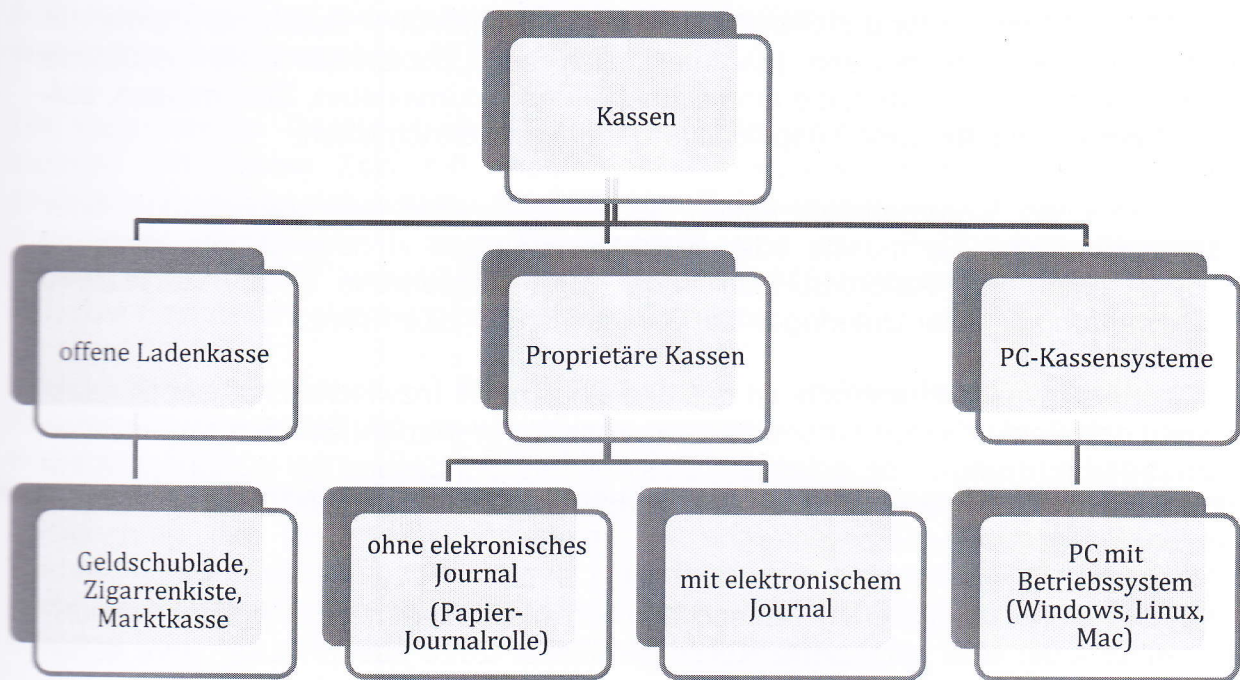 Kassen
offene Ladenkasse
Proprietäre Kassen
PC-Kassensysteme
Geldschublade,
Zigarrenkiste,
Marktkasse
ohne elekronisches
Journal
(Papier-
Journalrolle)
mit elektronischem
Journal
PC mit
Betriebssystem
(Windows, Linux,
Mac)